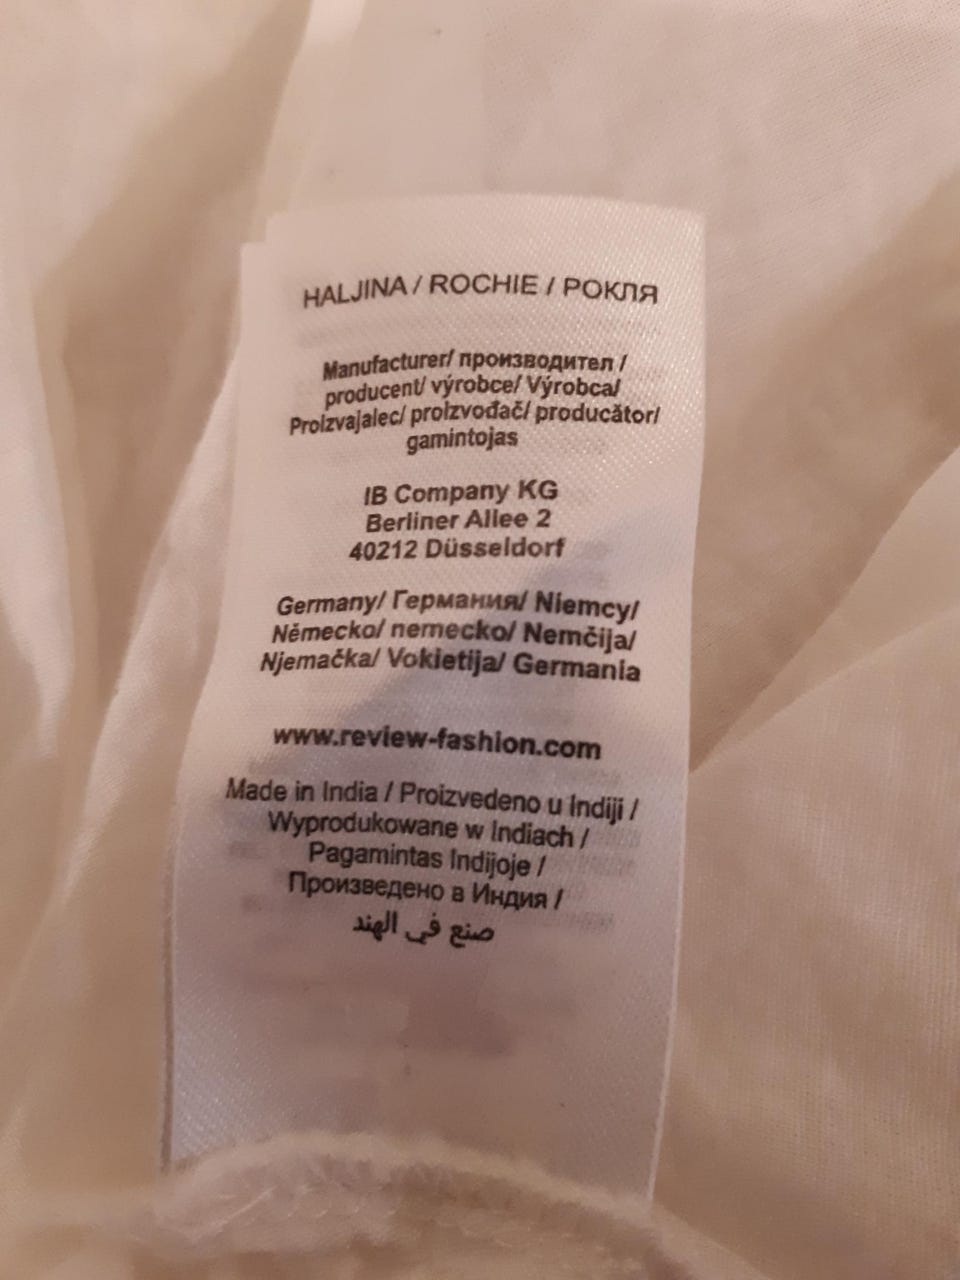 HALJINA / ROCHIE / РОКЛЯ
Manufacturer/ производител /
producent/ výrobce/ Výrobca/
Proizvajalec/ proizvođač/ producător/
gamintojas
IB Company KG
Berliner Allee 2
40212 Düsseldorf
Germany/ Германия/ Niemcy/
Německo/ nemecko/ Nemčija/
Njemačka/ Vokietija/ Germania
www.review-fashion.com
Made in India / Proizvedeno u Indiji /
Wyprodukowane w Indiach /
Pagamintas Indijoje /
Произведено в Индия /
صنع في الهند